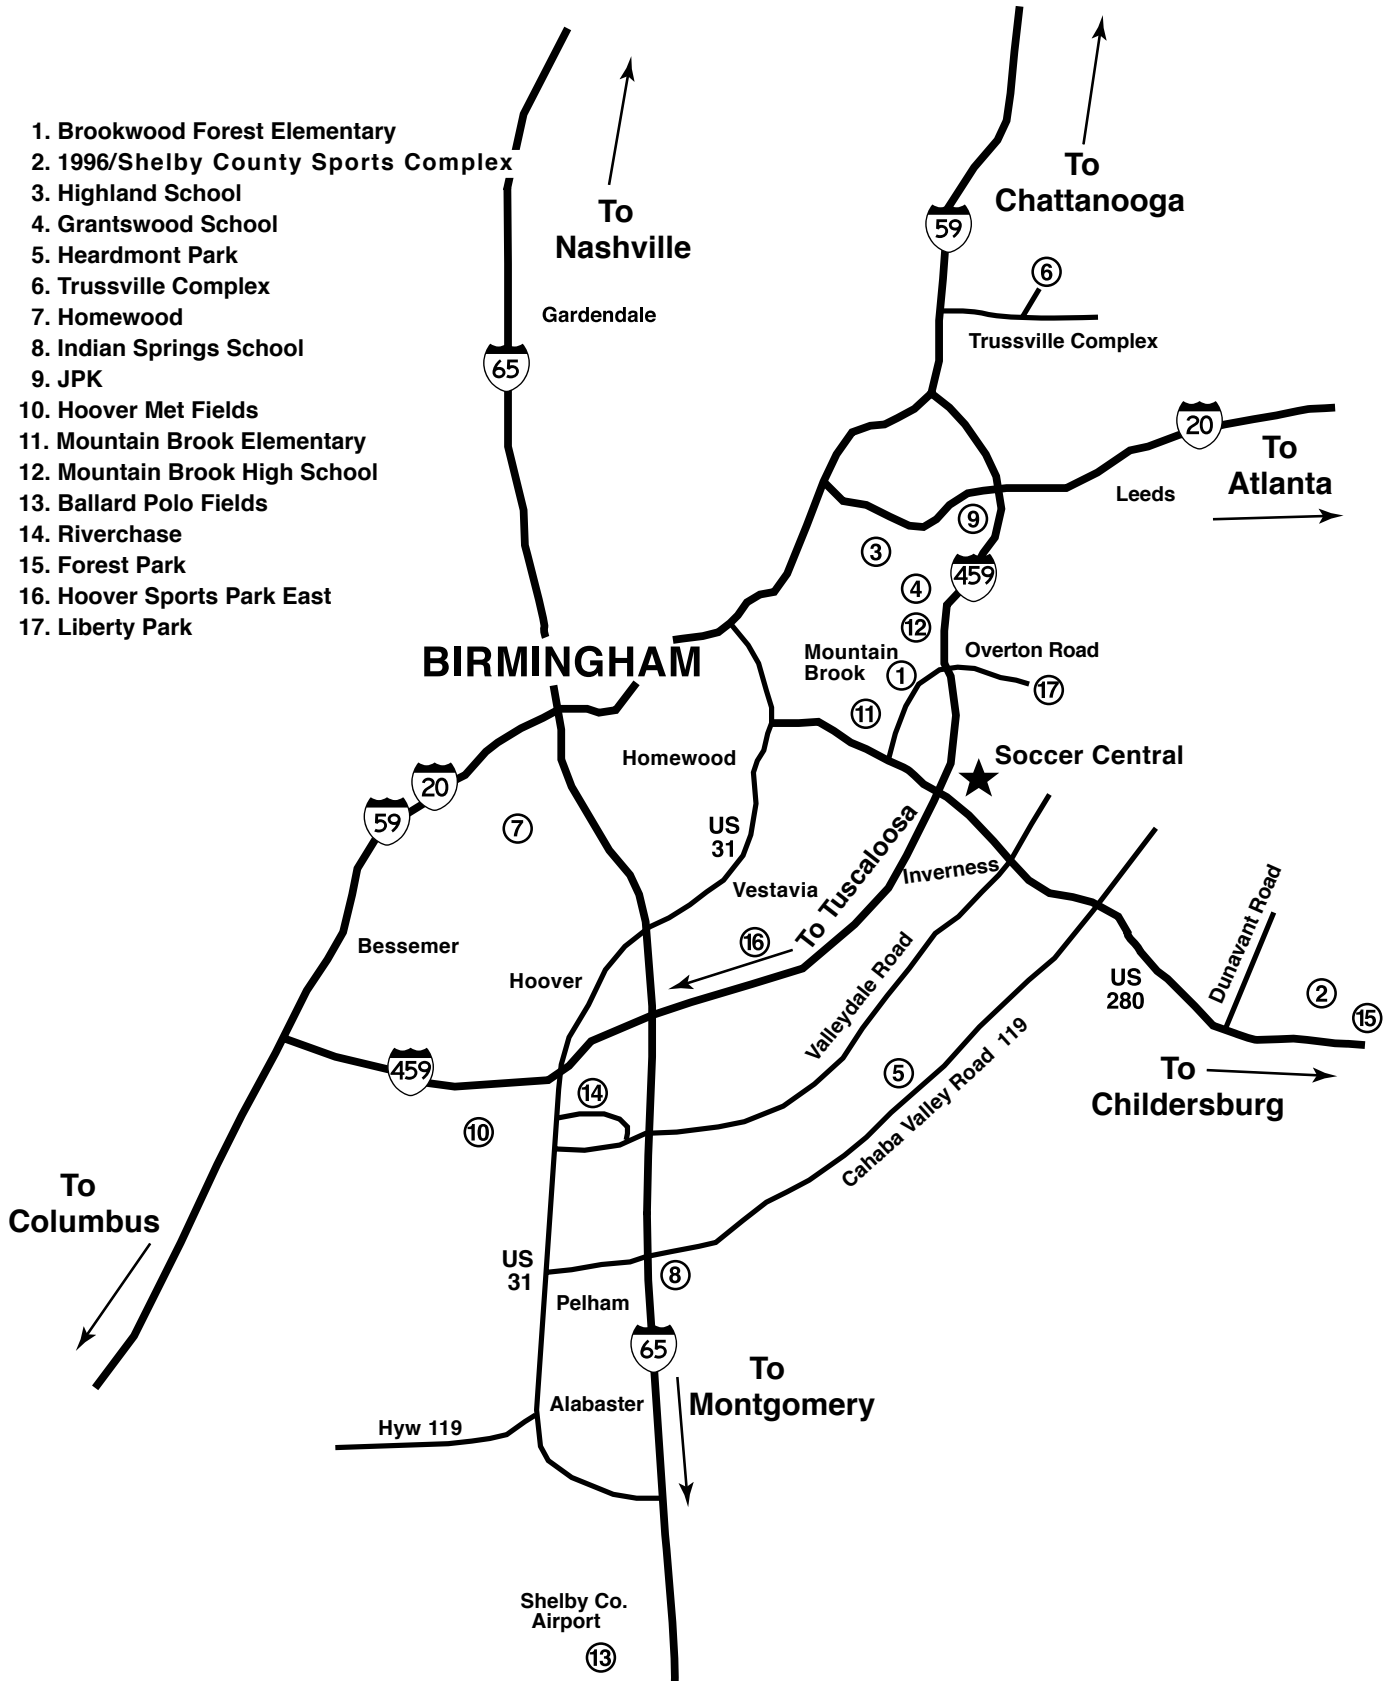 1. Brookwood Forest Elementary
2. 1996/Shelby County Sports Complex
3. Highland School
4. Grantswood School
5. Heardmont Park
6. Trussville Complex
7. Homewood
8. Indian Springs School
9. JPK
10. Hoover Met Fields
11. Mountain Brook Elementary
12. Mountain Brook High School
13. Ballard Polo Fields
14. Riverchase
15. Forest Park
16. Hoover Sports Park East
17. Liberty Park
To
Nashville
To
Chattanooga
59
6
Gardendale
Trussville Complex
65
20
To
Atlanta
Leeds
9
3
459
4
12
BIRMINGHAM
Mountain
Brook
Overton Road
1
17
11
Homewood
Soccer Central
20
59
7
US
31
To Tuscaloosa
Inverness
Vestavia
Dunavant Road
16
Bessemer
Hoover
Valleydale Road
US
280
2
15
459
14
5
Cahaba Valley Road 119
To
Childersburg
10
To
Columbus
US
31
8
Pelham
65
To
Montgomery
Alabaster
Hyw 119
Shelby Co.
Airport
13